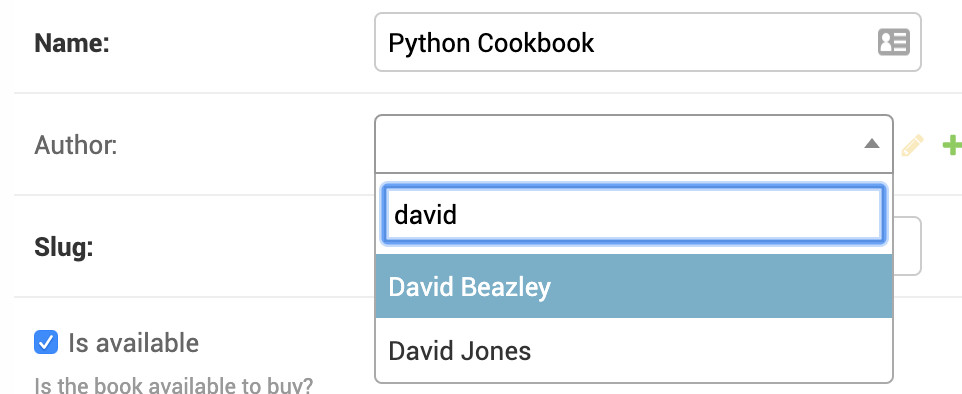 Name:
Python Cookbook
Author:
david
David Beazley
David Jones
Slug:
Is available
Is the book available to buy?